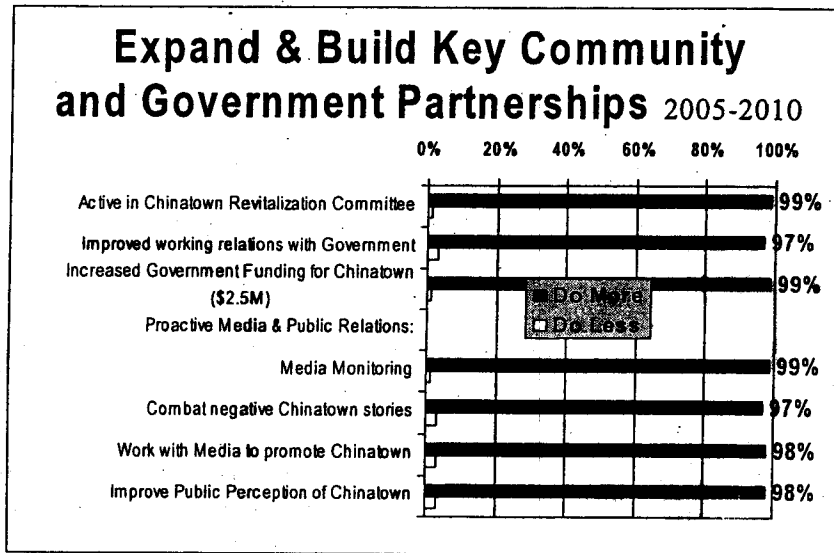 Expand & Build Key Community
and Government Partnerships 2005-2010
0% 20% 40% 60% 80% 100%
Active in Chinatown Revitalization Committee 99%
Improved working relations with Government 97%
Increased Government Funding for Chinatown
($2.5M) 99%
Do More
Do Less
Proactive Media & Public Relations:
Media Monitoring 99%
Combat negative Chinatown stories 97%
Work with Media to promote Chinatown 98%
Improve Public Perception of Chinatown 98%